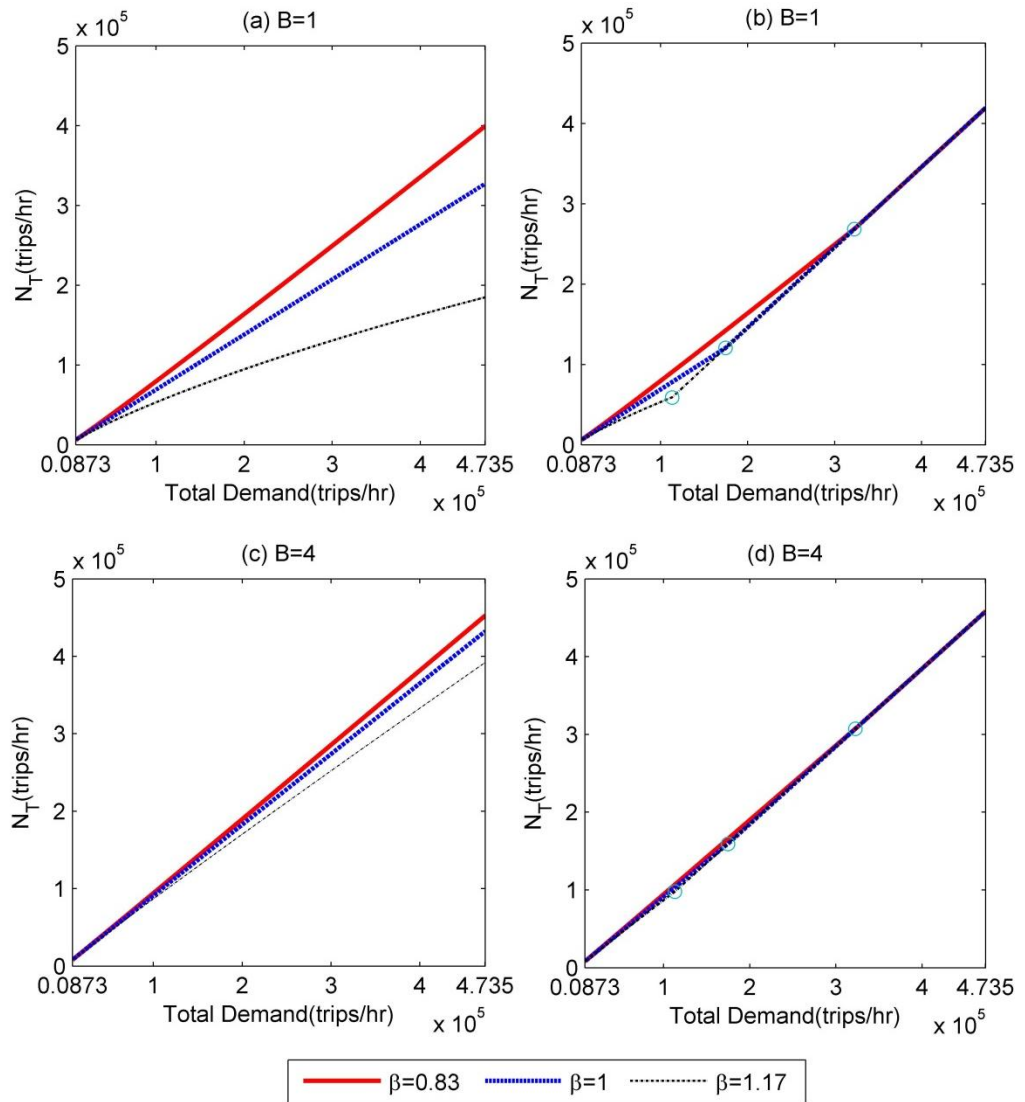 x 10^5
(a) B=1
5
4
3
2
1
0
N_T(trips/hr)
0.0873
1
2
3
4
4.735
Total Demand(trips/hr)
x 10^5
x 10^5
(b) B=1
5
4
3
2
1
0
N_T(trips/hr)
0.0873
1
2
3
4
4.735
Total Demand(trips/hr)
x 10^5
x 10^5
(c) B=4
5
4
3
2
1
0
N_T(trips/hr)
0.0873
1
2
3
4
4.735
Total Demand(trips/hr)
x 10^5
x 10^5
(d) B=4
5
4
3
2
1
0
N_T(trips/hr)
0.0873
1
2
3
4
4.735
Total Demand(trips/hr)
x 10^5
β=0.83 β=1 β=1.17